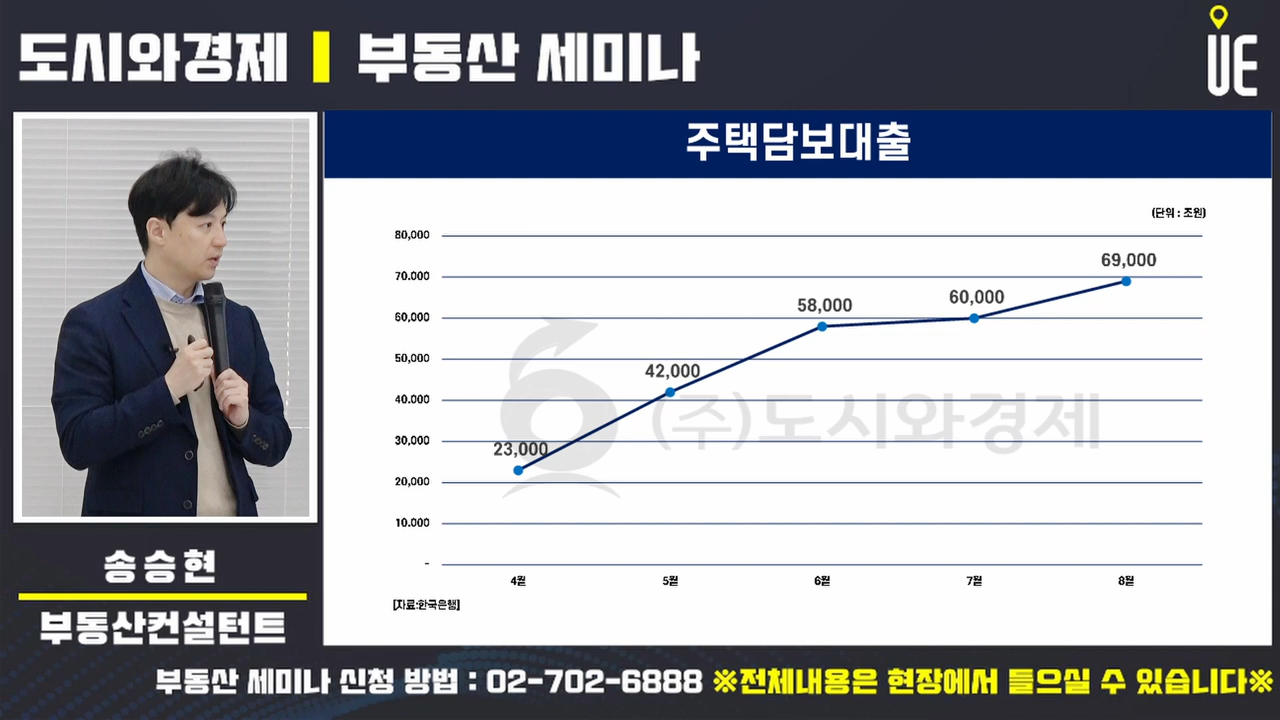 도시와경제 부동산 세미나
UE
주택담보대출
(단위 : 조원)
80,000
70.000
60,000
50,000
40.000
30,000
20,000
10.000
-
23,000
42,000
58,000
60,000
69,000
(주)도시와경제
4월 5월 6월 7월 8월
[자료:한국은행]
송승현
부동산컨설턴트
부동산 세미나 신청 방법 : 02-702-6888 ※전체내용은 현장에서 들으실 수 있습니다※